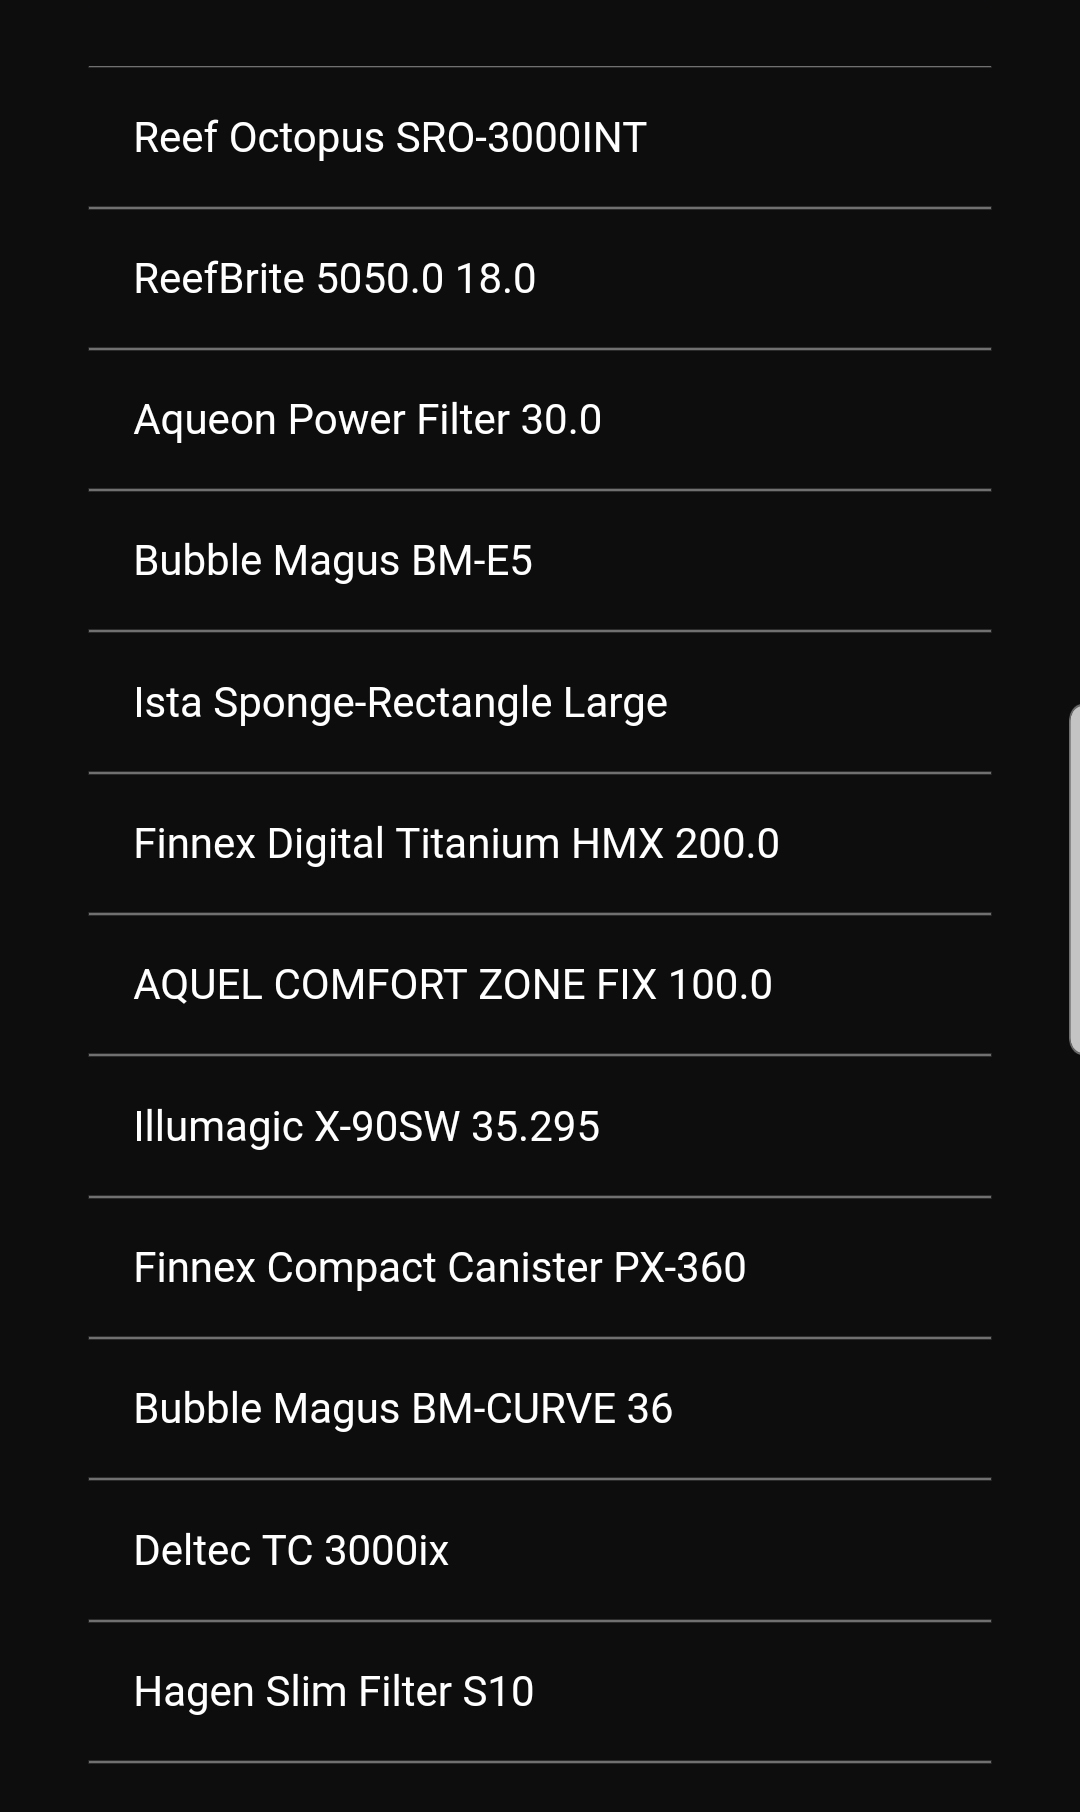 Reef Octopus SRO-3000INT
ReefBrite 5050.0 18.0
Aqueon Power Filter 30.0
Bubble Magus BM-E5
Ista Sponge-Rectangle Large
Finnex Digital Titanium HMX 200.0
AQUEL COMFORT ZONE FIX 100.0
Illumagic X-90SW 35.295
Finnex Compact Canister PX-360
Bubble Magus BM-CURVE 36
Deltec TC 3000ix
Hagen Slim Filter S10